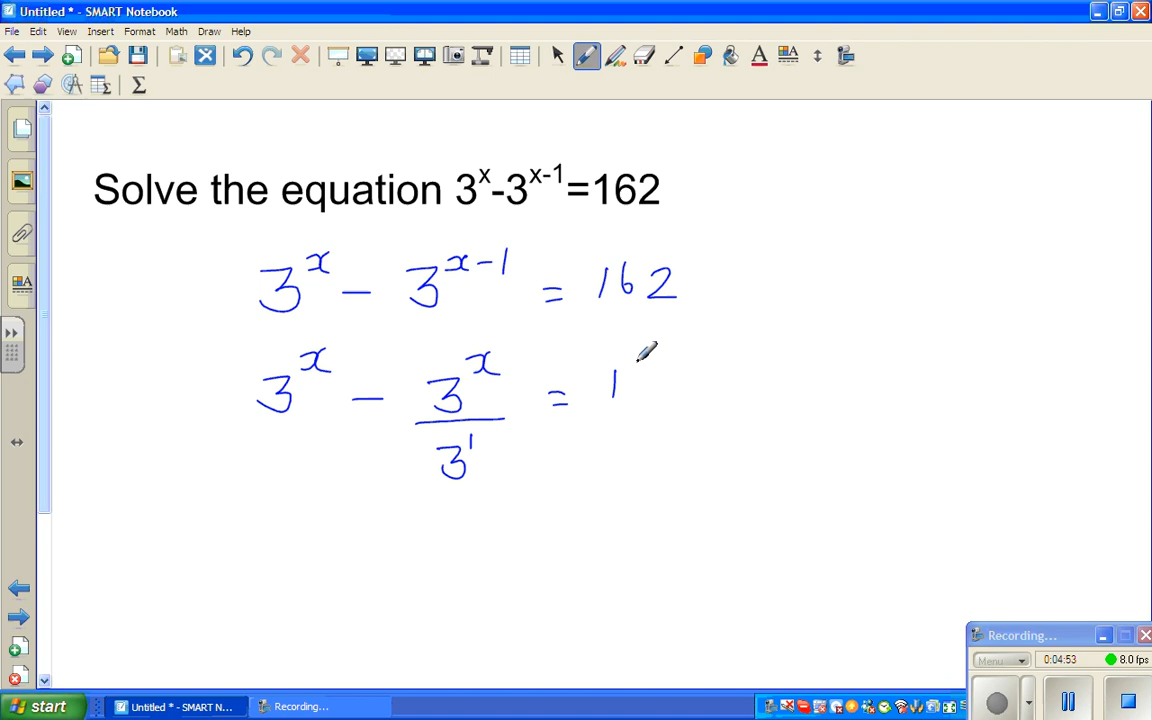 Untitled * - SMART Notebook
File Edit View Insert Format Math Draw Help
Solve the equation 3^x-3^(x-1)=162
3^x - 3^(x-1) = 162
3^x - 3^x/3^1 = 1
Recording...
Menu 0:04:53 8.0 fps
start Untitled * - SMART N... Recording...